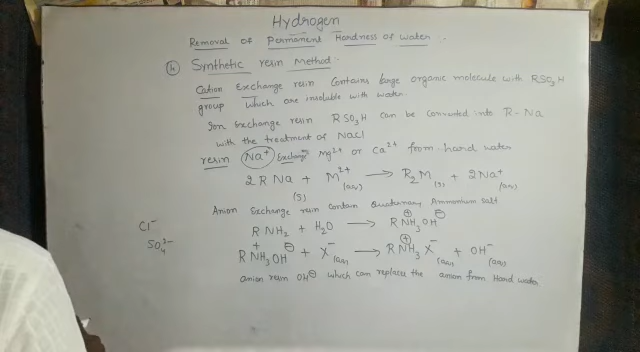 Hydrogen
Removal of Permanent Hardness of water :-
(4) Synthetic resin Method :-
Cation Exchange resin Contains large organic molecule with RSO3H
group which are insoluble with water.
Ion Exchange resin RSO3H can be converted into R-Na
with the treatment of NaCl
resin Na+ Exchange Mg2+ or Ca2+ from hard water
2RNa(s) + M2+(aq) → R2M(s) + 2Na+(aq)
Anion Exchange resin contain Quaternary Ammonium salt
RNH2 + H2O → RNH3⊕OH⊖
Cl-
SO42-
RNH3+OH⊖ + X-(aq) → RNH3⊕X-(aq) + OH-(aq)
anion resin OH⊖ which can replaces the anion from Hard water